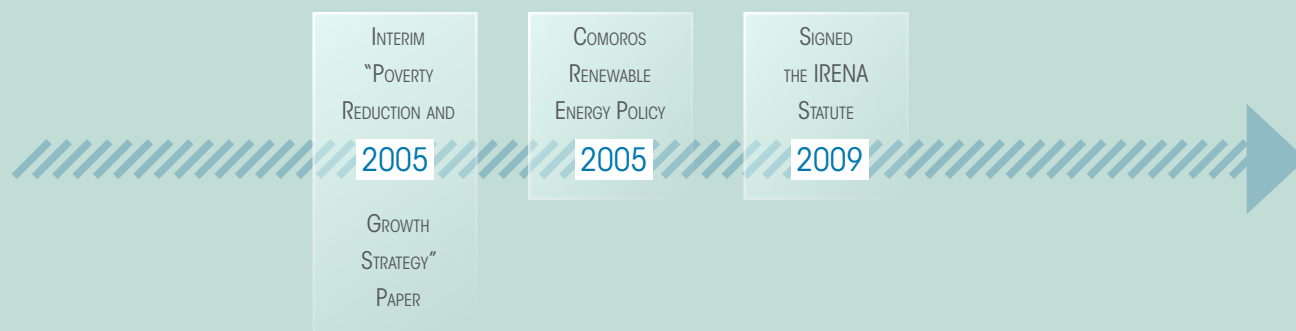 Interim
“Poverty
Reduction and
2005
Growth
Strategy”
Paper
Comoros
Renewable
Energy Policy
2005
Signed
the IRENA
Statute
2009